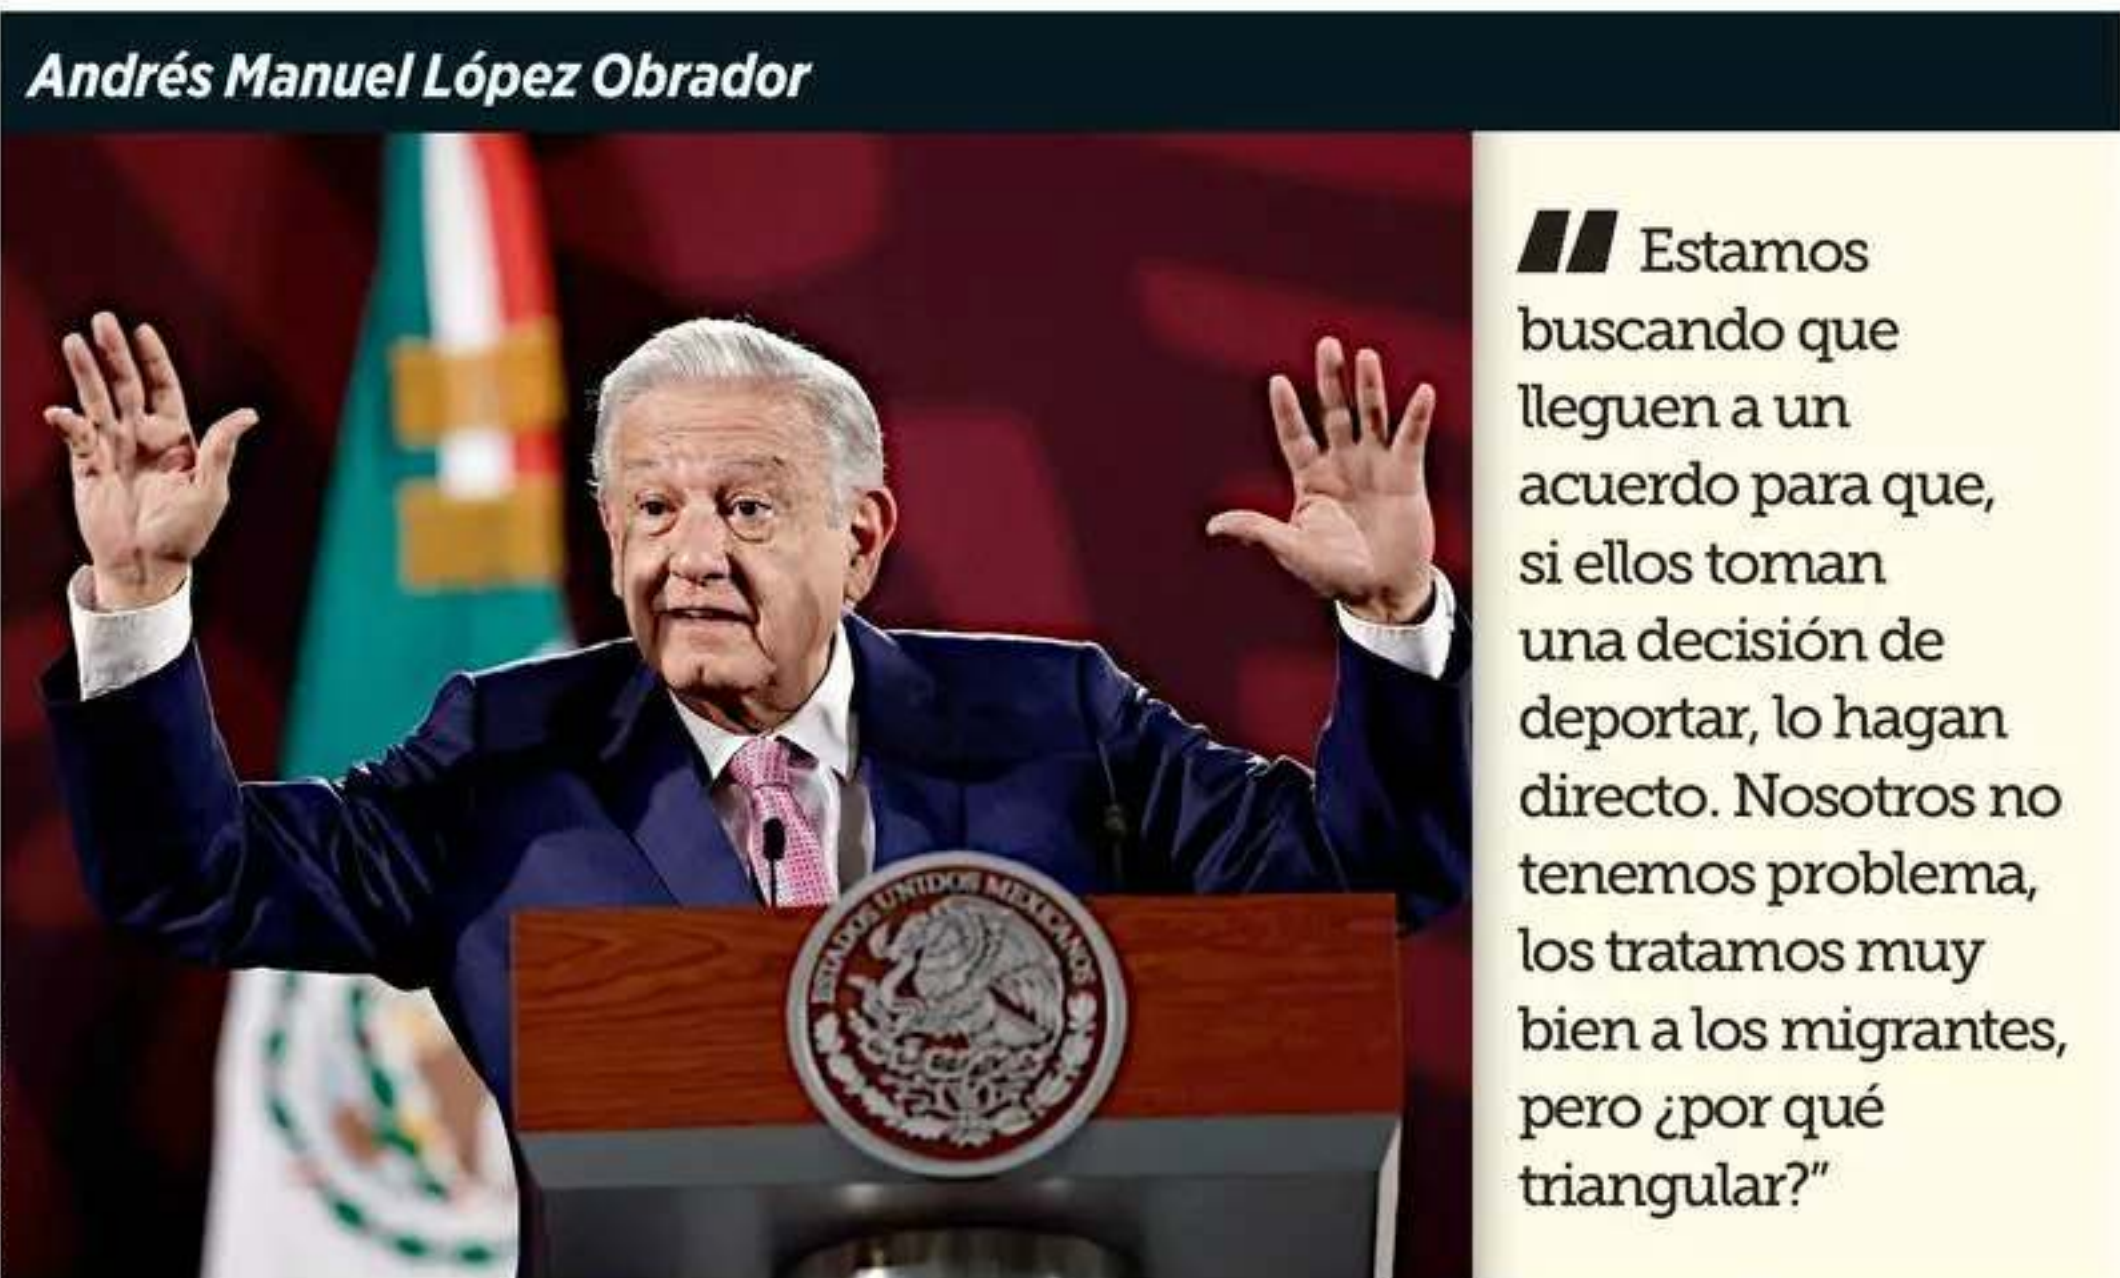 Andrés Manuel López Obrador
ESTADOS UNIDOS MEXICANOS
Estamos
buscando que
lleguen a un
acuerdo para que,
si ellos toman
una decisión de
deportar, lo hagan
directo. Nosotros no
tenemos problema,
los tratamos muy
bien a los migrantes,
pero ¿por qué
triangular?”